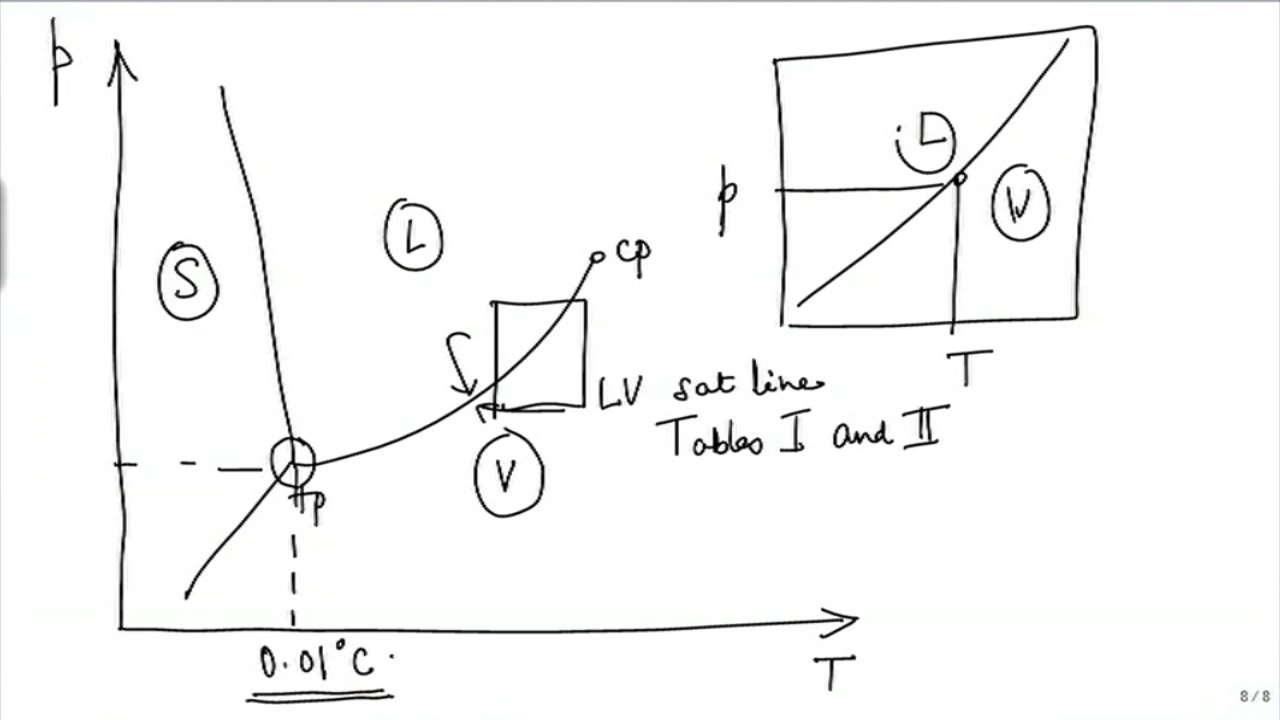 p
S
L
cp
LV sat line
Tables I and II
V
tp
0.01°C
T
L
V
p
T
8/8